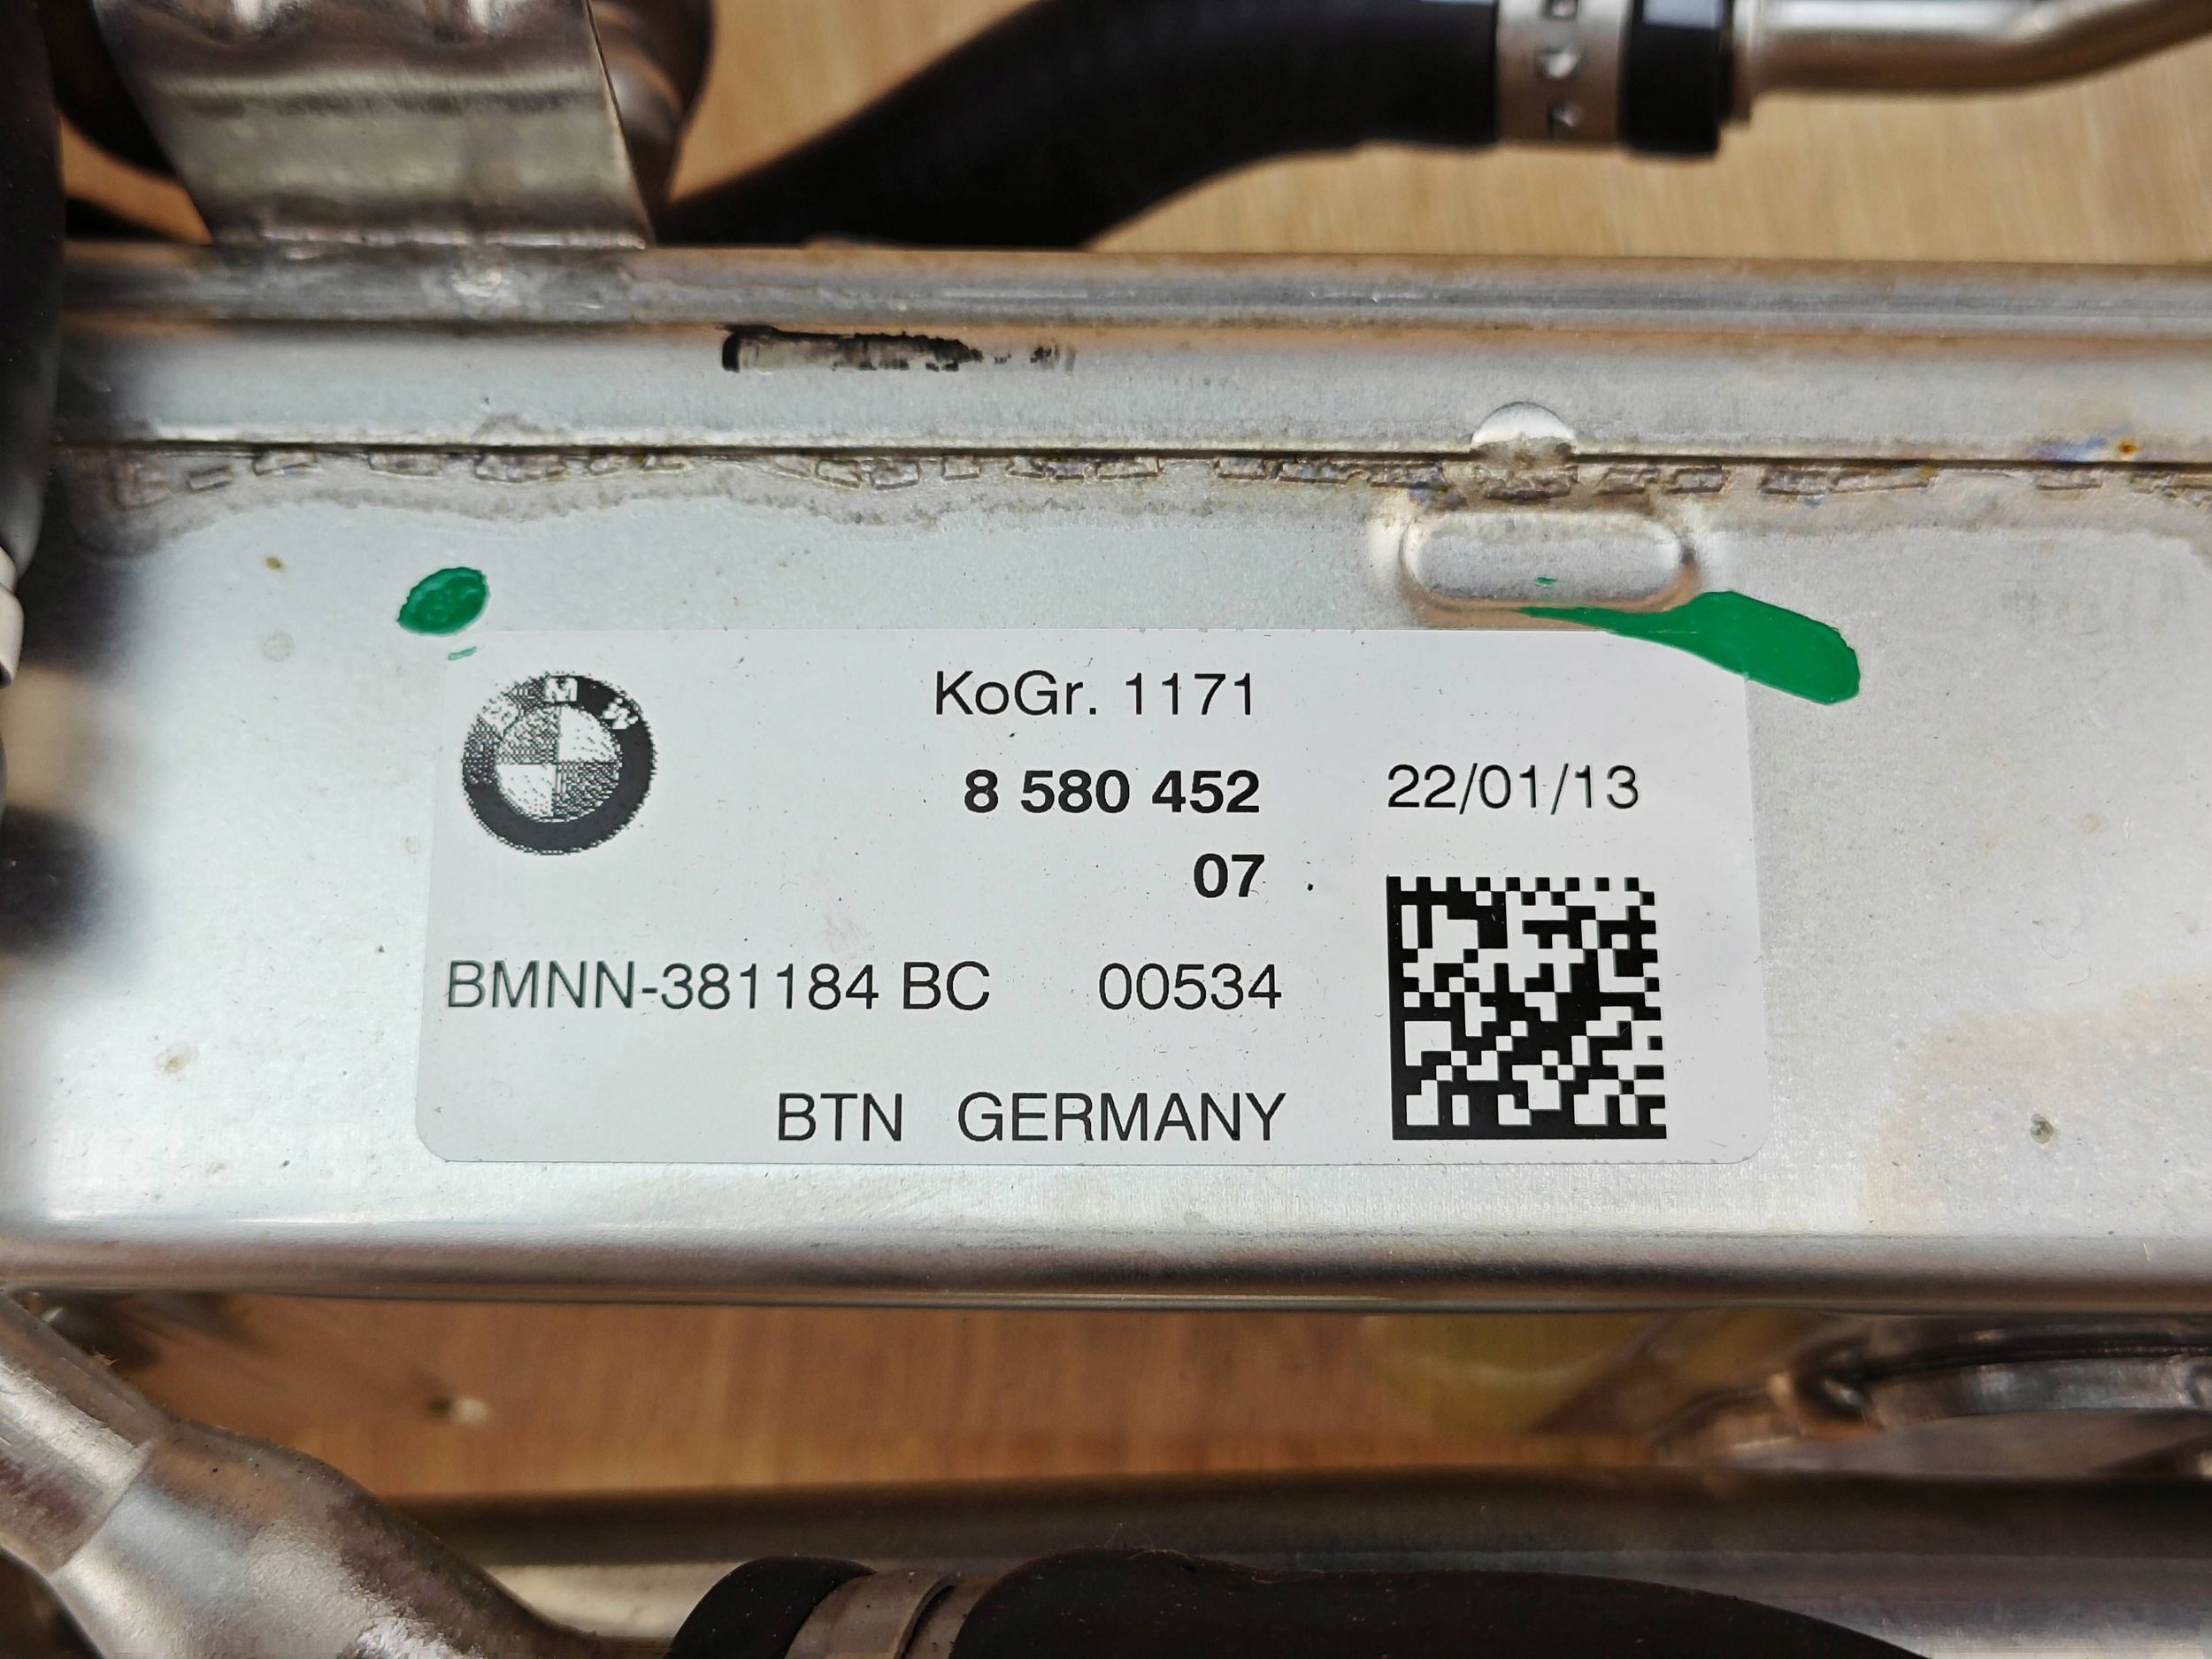 BMW
KoGr. 1171
8 580 452 22/01/13
07
BMNN-381184 BC 00534
BTN GERMANY